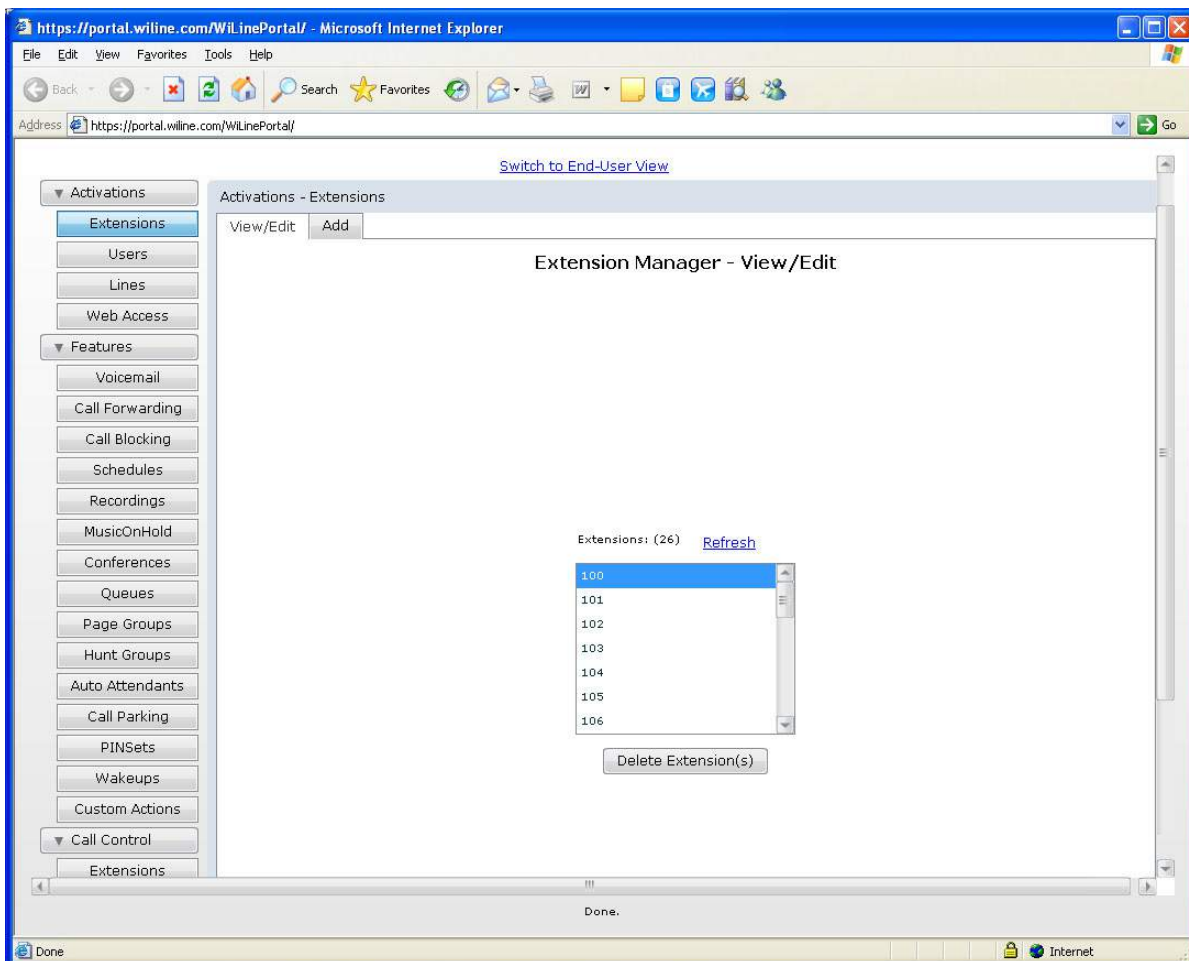 https://portal.wiline.com/WiLinePortal/ - Microsoft Internet Explorer
File Edit View Favorites Tools Help
Back Search Favorites
Address https://portal.wiline.com/WiLinePortal/ Go
Switch to End-User View
Activations
Extensions
Users
Lines
Web Access
Features
Voicemail
Call Forwarding
Call Blocking
Schedules
Recordings
MusicOnHold
Conferences
Queues
Page Groups
Hunt Groups
Auto Attendants
Call Parking
PINSets
Wakeups
Custom Actions
Call Control
Extensions
Activations - Extensions
View/Edit Add
Extension Manager - View/Edit
Extensions: (26) Refresh
100
101
102
103
104
105
106
Delete Extension(s)
Done.
Done Internet